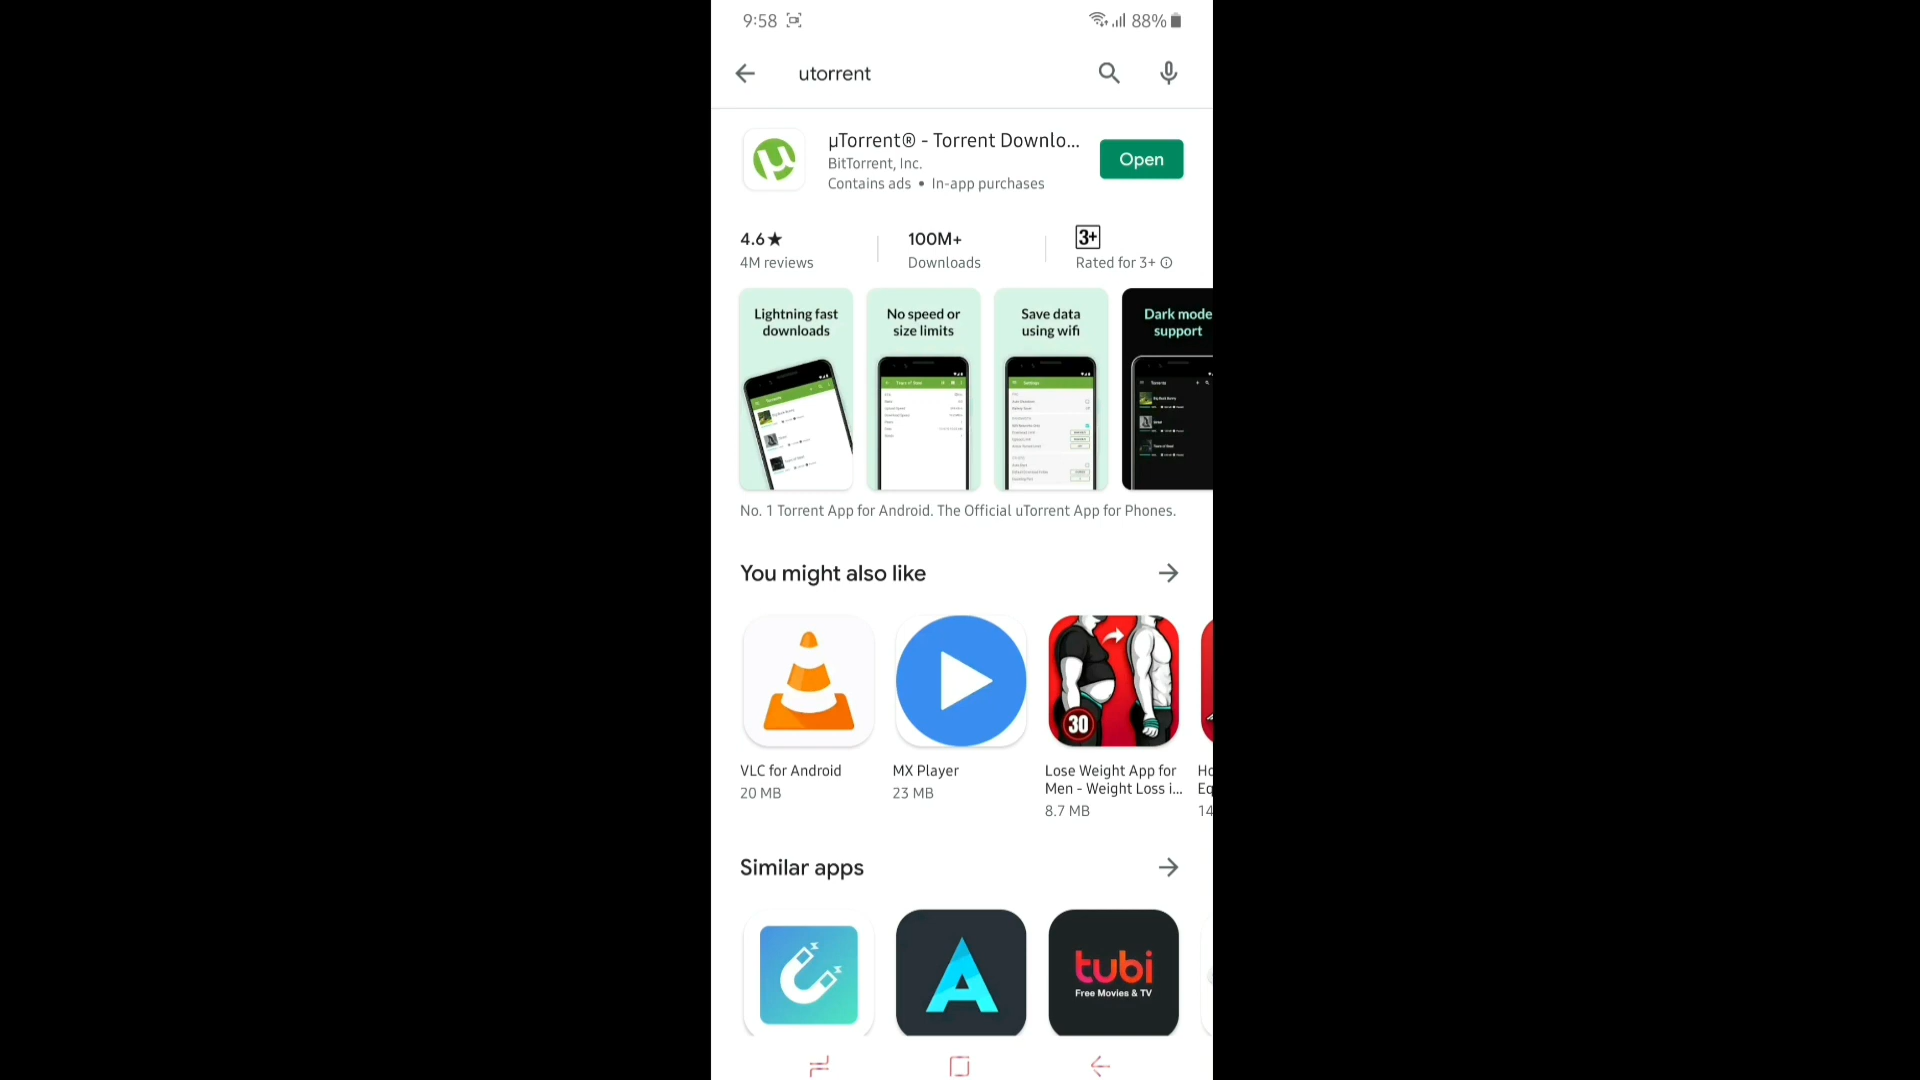 9:58
88%
utorrent
µTorrent® - Torrent Downlo...
BitTorrent, Inc.
Contains ads • In-app purchases
Open
4.6★
4M reviews
100M+
Downloads
3+
Rated for 3+
Lightning fast
downloads
No speed or
size limits
Save data
using wifi
Dark mode
support
No. 1 Torrent App for Android. The Official uTorrent App for Phones.
You might also like
30
VLC for Android
20 MB
MX Player
23 MB
Lose Weight App for
Men - Weight Loss i...
8.7 MB
Ho
Eq
14
Similar apps
A
tubi
Free Movies & TV